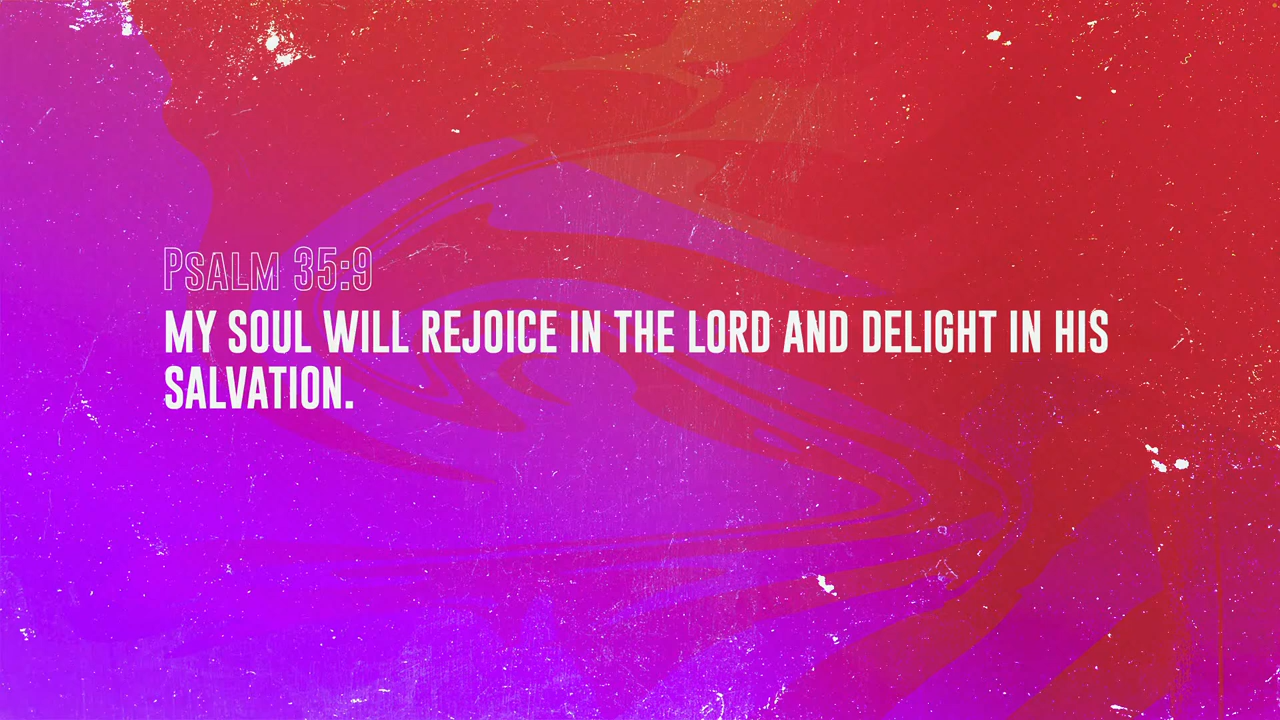 Psalm 35:9
MY SOUL WILL REJOICE IN THE LORD AND DELIGHT IN HIS
SALVATION.